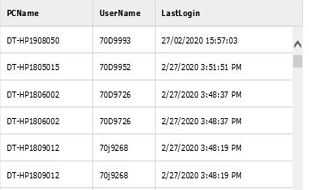 PCName UserName LastLogin
DT-HP1908050 70D9993 27/02/2020 15:57:03
DT-HP1805015 70D9952 2/27/2020 3:51:51 PM
DT-HP1806002 70D9726 2/27/2020 3:48:37 PM
DT-HP1806002 70D9726 2/27/2020 3:48:37 PM
DT-HP1809012 70J9268 2/27/2020 3:48:19 PM
DT-HP1809012 70J9268 2/27/2020 3:48:19 PM